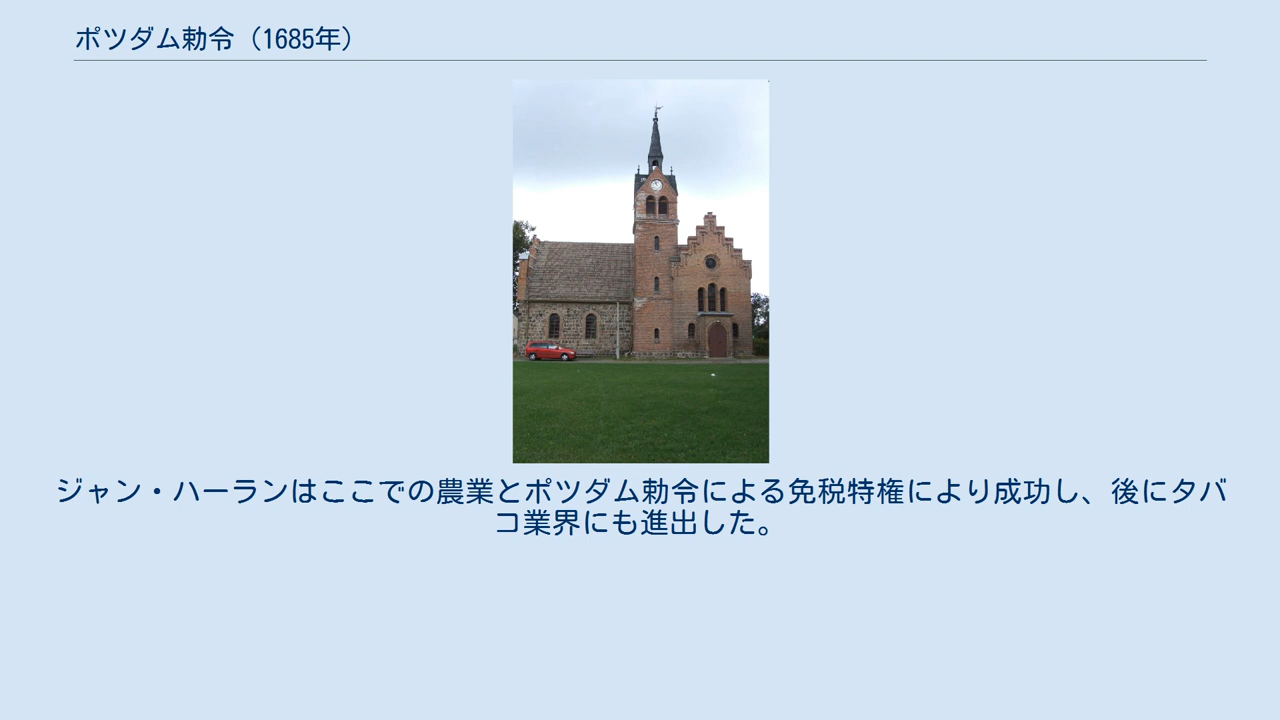 ポツダム勅令（1685年）
ジャン・ハーランはここでの農業とポツダム勅令による免税特権により成功し、後にタバ
コ業界にも進出した。